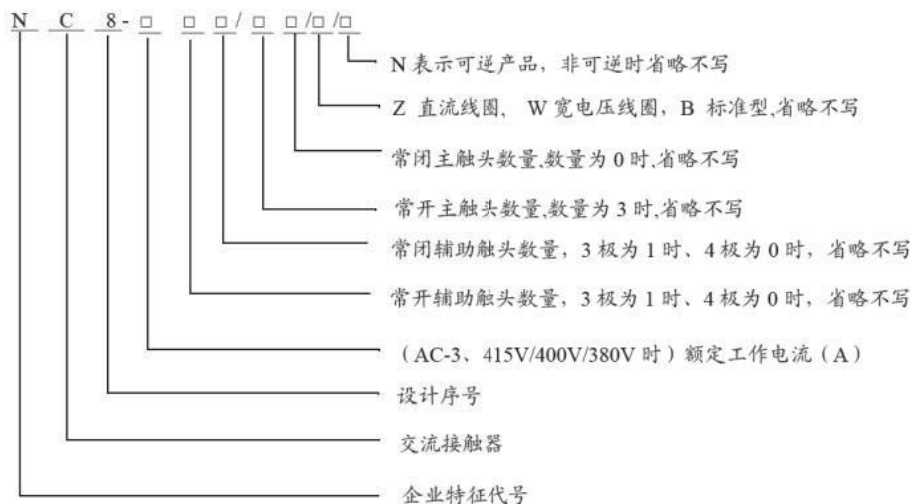 N C 8-□ □ □/□ □/□/□
N 表示可逆产品，非可逆时省略不写
Z 直流线圈、 W 宽电压线圈，B 标准型,省略不写
常闭主触头数量,数量为 0 时,省略不写
常开主触头数量,数量为 3 时,省略不写
常闭辅助触头数量，3 极为 1 时、4 极为 0 时，省略不写
常开辅助触头数量，3 极为 1 时、4 极为 0 时，省略不写
（AC-3、415V/400V/380V 时）额定工作电流（A）
设计序号
交流接触器
企业特征代号